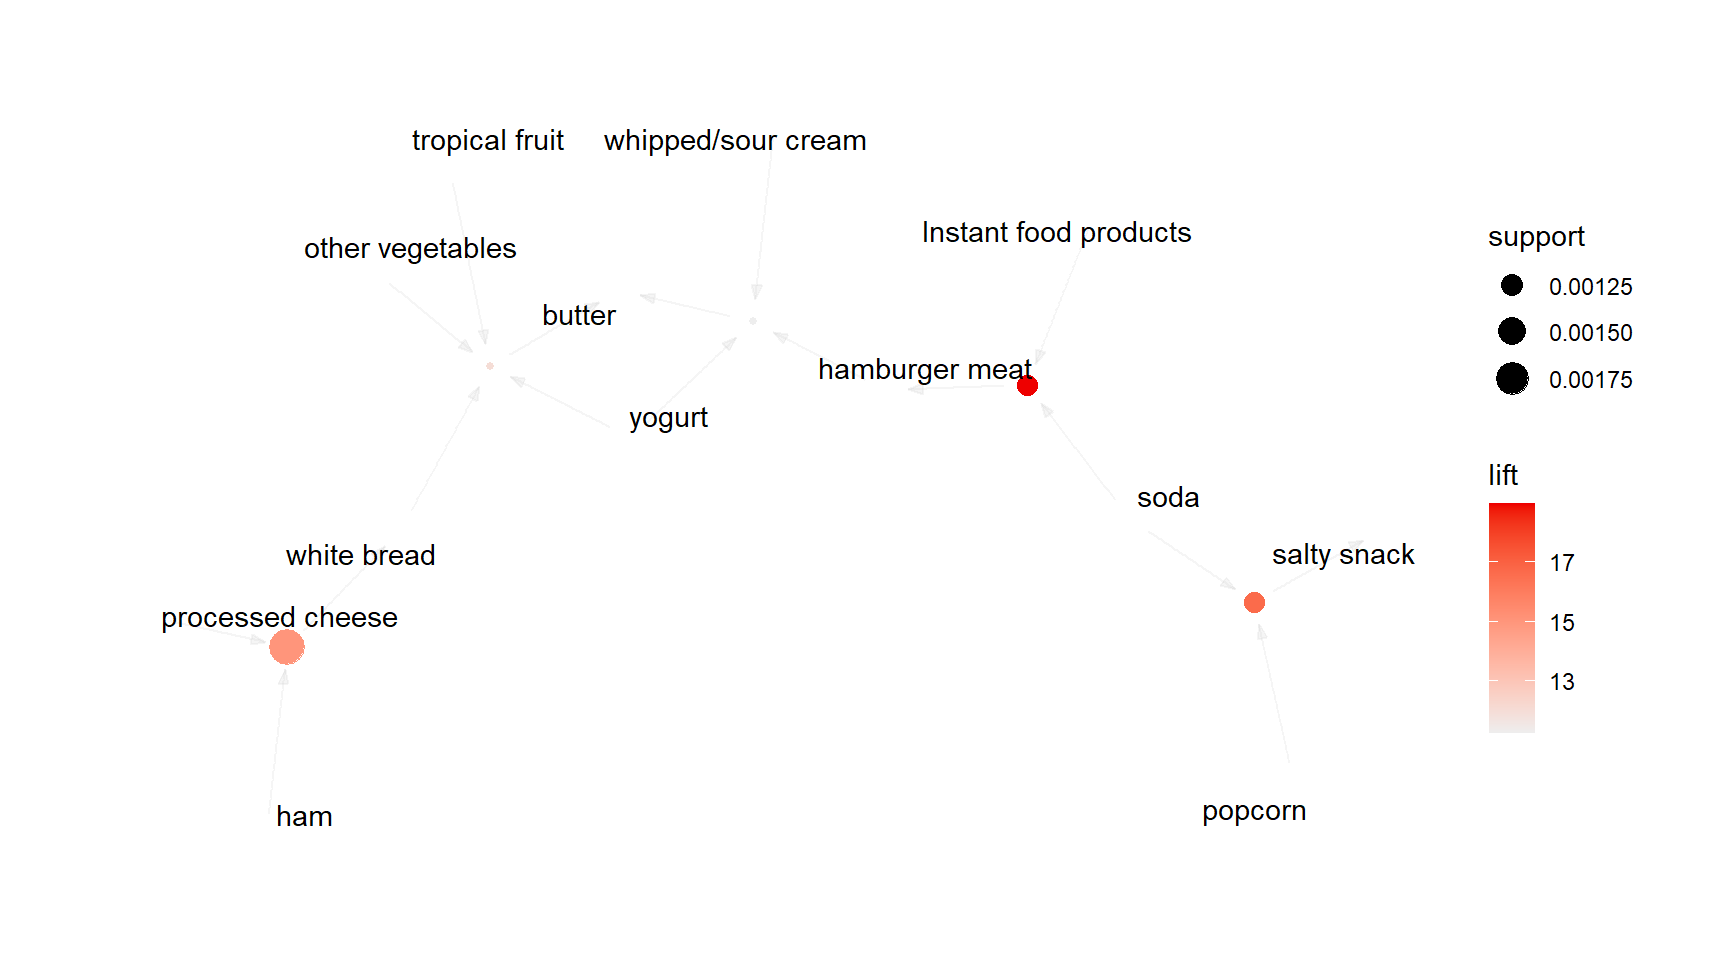 tropical fruit
whipped/sour cream
Instant food products
other vegetables
butter
hamburger meat
yogurt
soda
salty snack
white bread
processed cheese
ham
popcorn
support
0.00125
0.00150
0.00175
lift
17
15
13